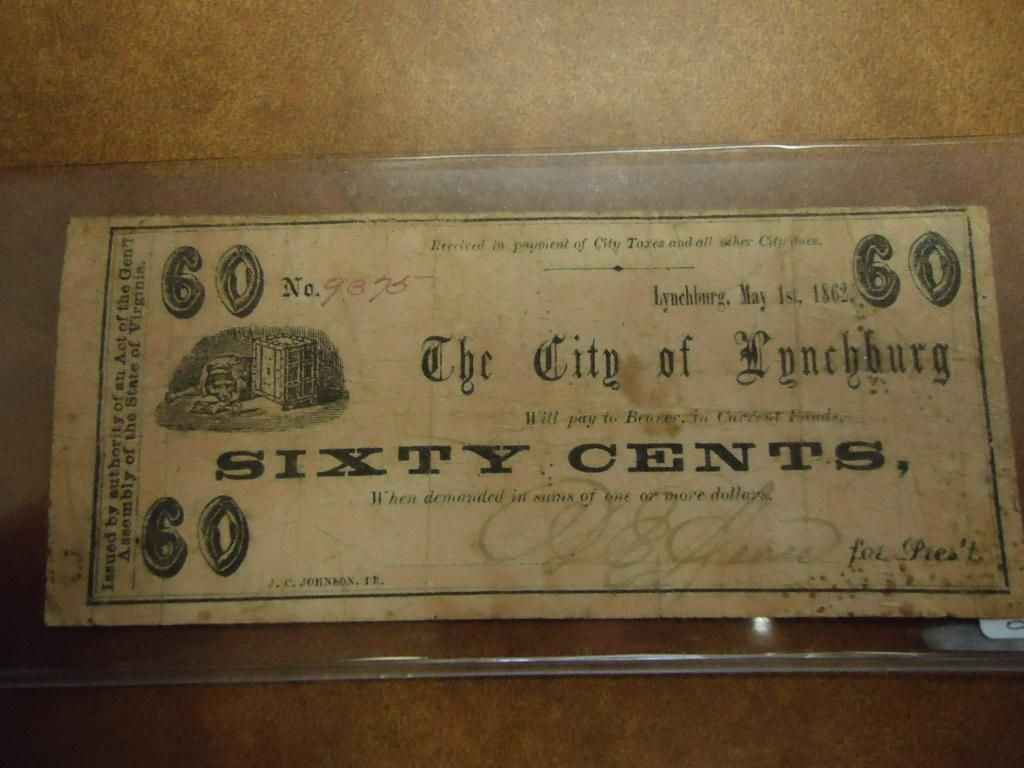 Received in payment of City Taxes and all other City dues.
60
No. 9875
60
Lynchburg, May 1st, 1862.
The City of Lynchburg
Will pay to Bearer, in Current Funds,
SIXTY CENTS,
When demanded in sums of one or more dollars.
60
for Pres't.
J. C. JOHNSON, PR.
Issued by authority of an Act of the Gen'l
Assembly of the State of Virginia.